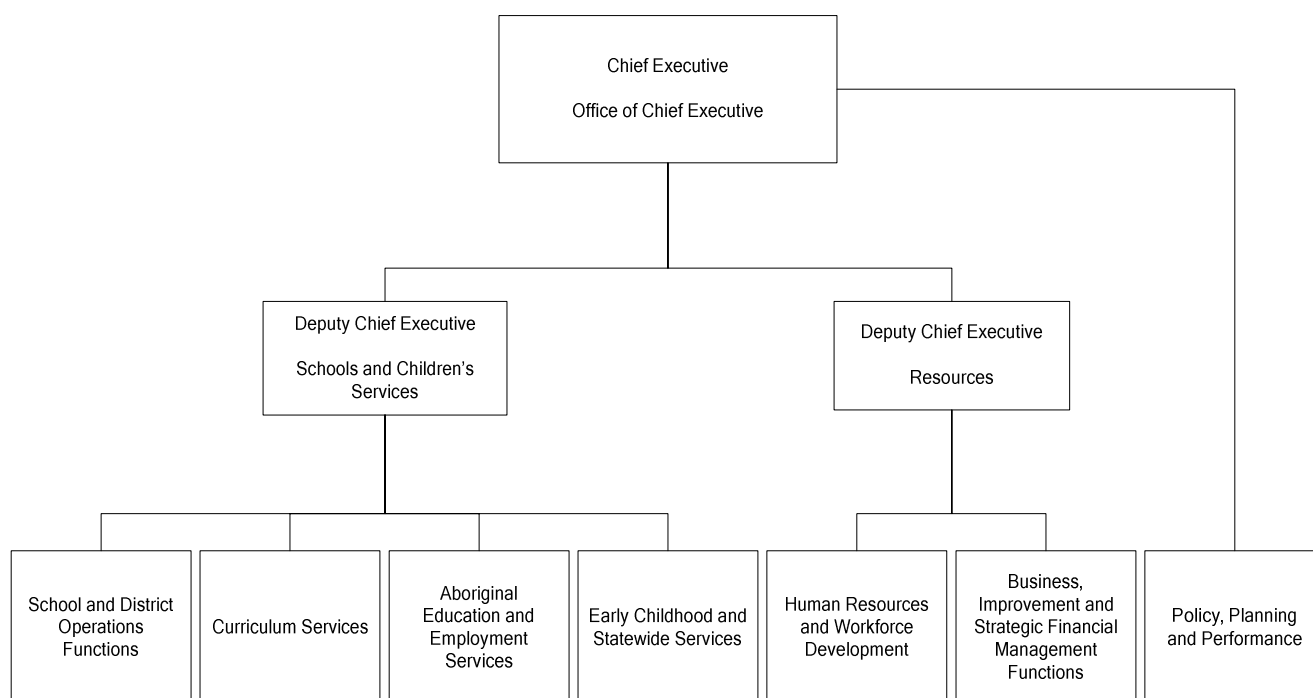 Chief Executive
Office of Chief Executive
Deputy Chief Executive
Schools and Children's
Services
Deputy Chief Executive
Resources
School and District
Operations
Functions
Curriculum Services
Aboriginal
Education and
Employment
Services
Early Childhood and
Statewide Services
Human Resources
and Workforce
Development
Business,
Improvement and
Strategic Financial
Management
Functions
Policy, Planning
and Performance